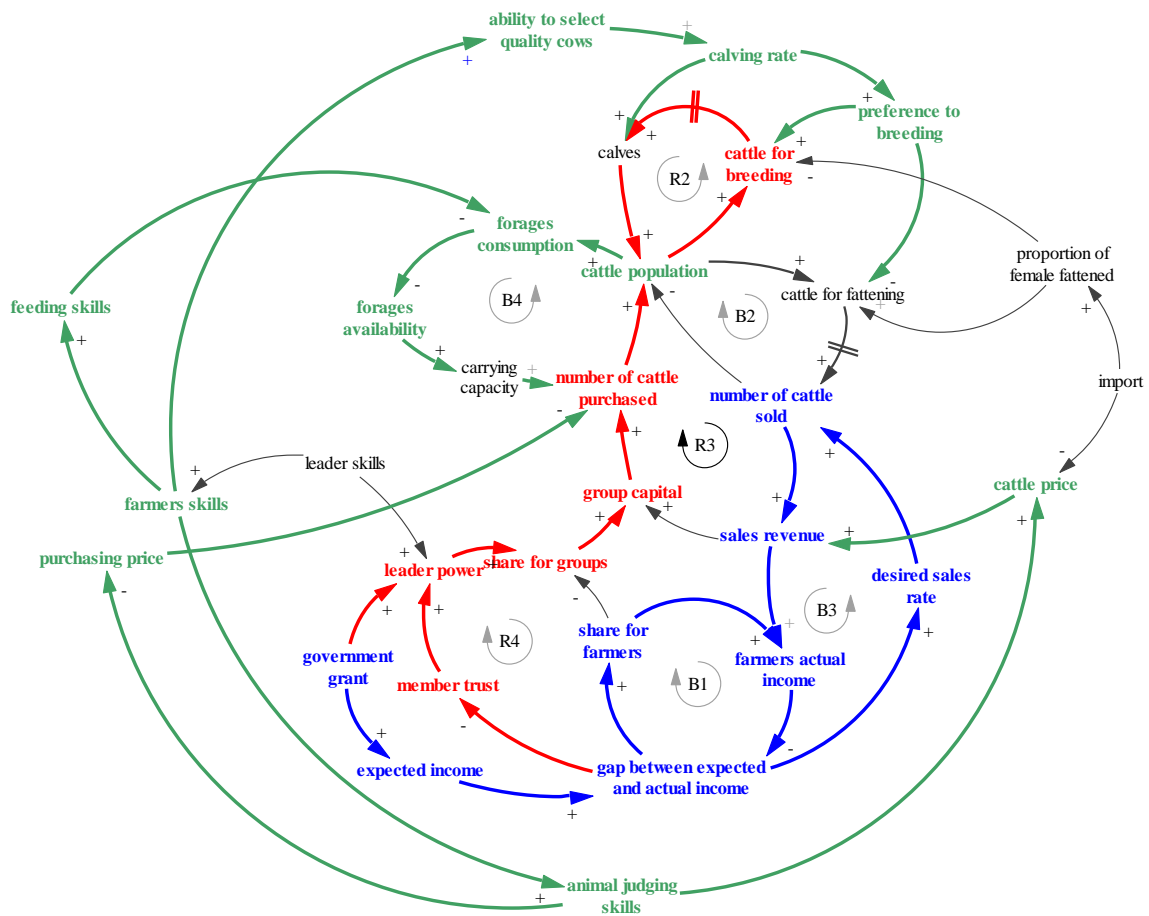 ability to select
quality cows
calving rate
preference to
breeding
calves
cattle for
breeding
R2
forages
consumption
cattle population
proportion of
female fattened
cattle for fattening
feeding skills
forages
availability
B4
B2
carrying
capacity
number of cattle
purchased
number of cattle
sold
import
R3
leader skills
farmers skills
group capital
cattle price
sales revenue
purchasing price
leader power
share for groups
desired sales
rate
share for
farmers
B3
R4
government
grant
farmers actual
income
member trust
B1
expected income
gap between expected
and actual income
animal judging
skills